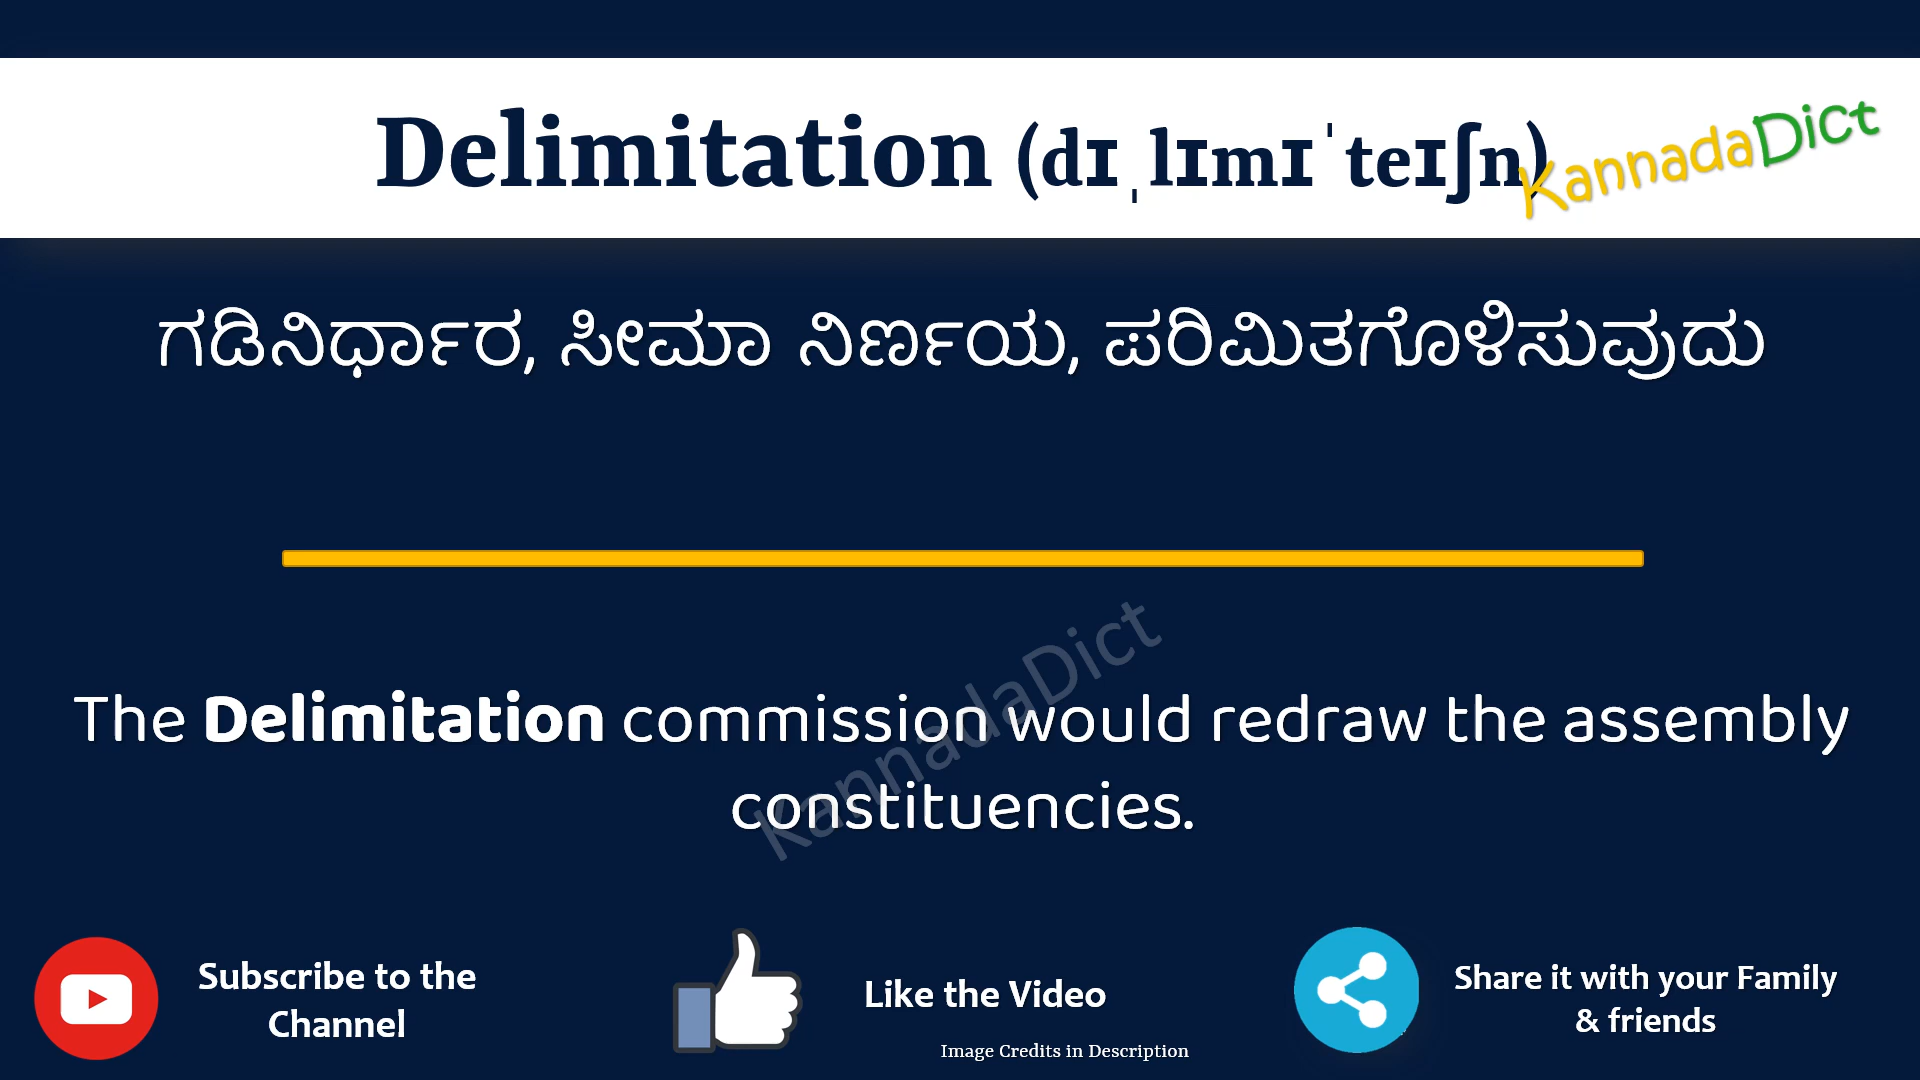 Delimitation (dɪˌlɪmɪˈteɪʃn)
KannadaDict
ಗಡಿನಿರ್ಧಾರ, ಸೀಮಾ ನಿರ್ಣಯ, ಪರಿಮಿತಗೊಳಿಸುವುದು
KannadaDict
The Delimitation commission would redraw the assembly
constituencies.
Subscribe to the
Channel
Like the Video
Share it with your Family
& friends
Image Credits in Description